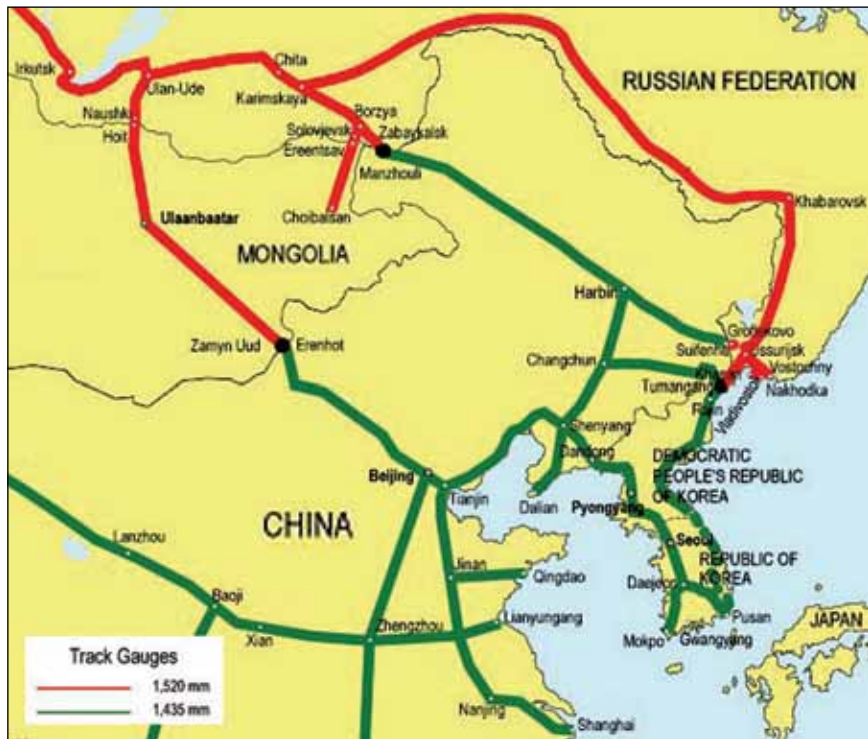 Irkutsk
Ulan-Ude
Chita
Karimskaya
RUSSIAN FEDERATION
Naushki
Hoit
Borzya
Solovjevsk
Zabaykalsk
Ereentsav
Manzhouli
Choibalsan
Khabarovsk
Ulaanbaatar
MONGOLIA
Harbin
Zamyn Uud
Erenhot
Grodekovo
Suifenhe
Ussurijsk
Changchun
Vostochny
Tumangang
Nakhodka
Rajin
Vladivostok
Shenyang
Dandong
DEMOCRATIC
PEOPLE'S REPUBLIC
OF KOREA
Beijing
Tianjin
Dalian
Pyongyang
CHINA
Seoul
REPUBLIC OF
KOREA
Lanzhou
Jinan
Qingdao
Daejeon
Baoji
Lianyungang
Pusan
JAPAN
Xian
Zhengzhou
Mokpo
Gwangyang
Track Gauges
1,520 mm
1,435 mm
Nanjing
Shanghai